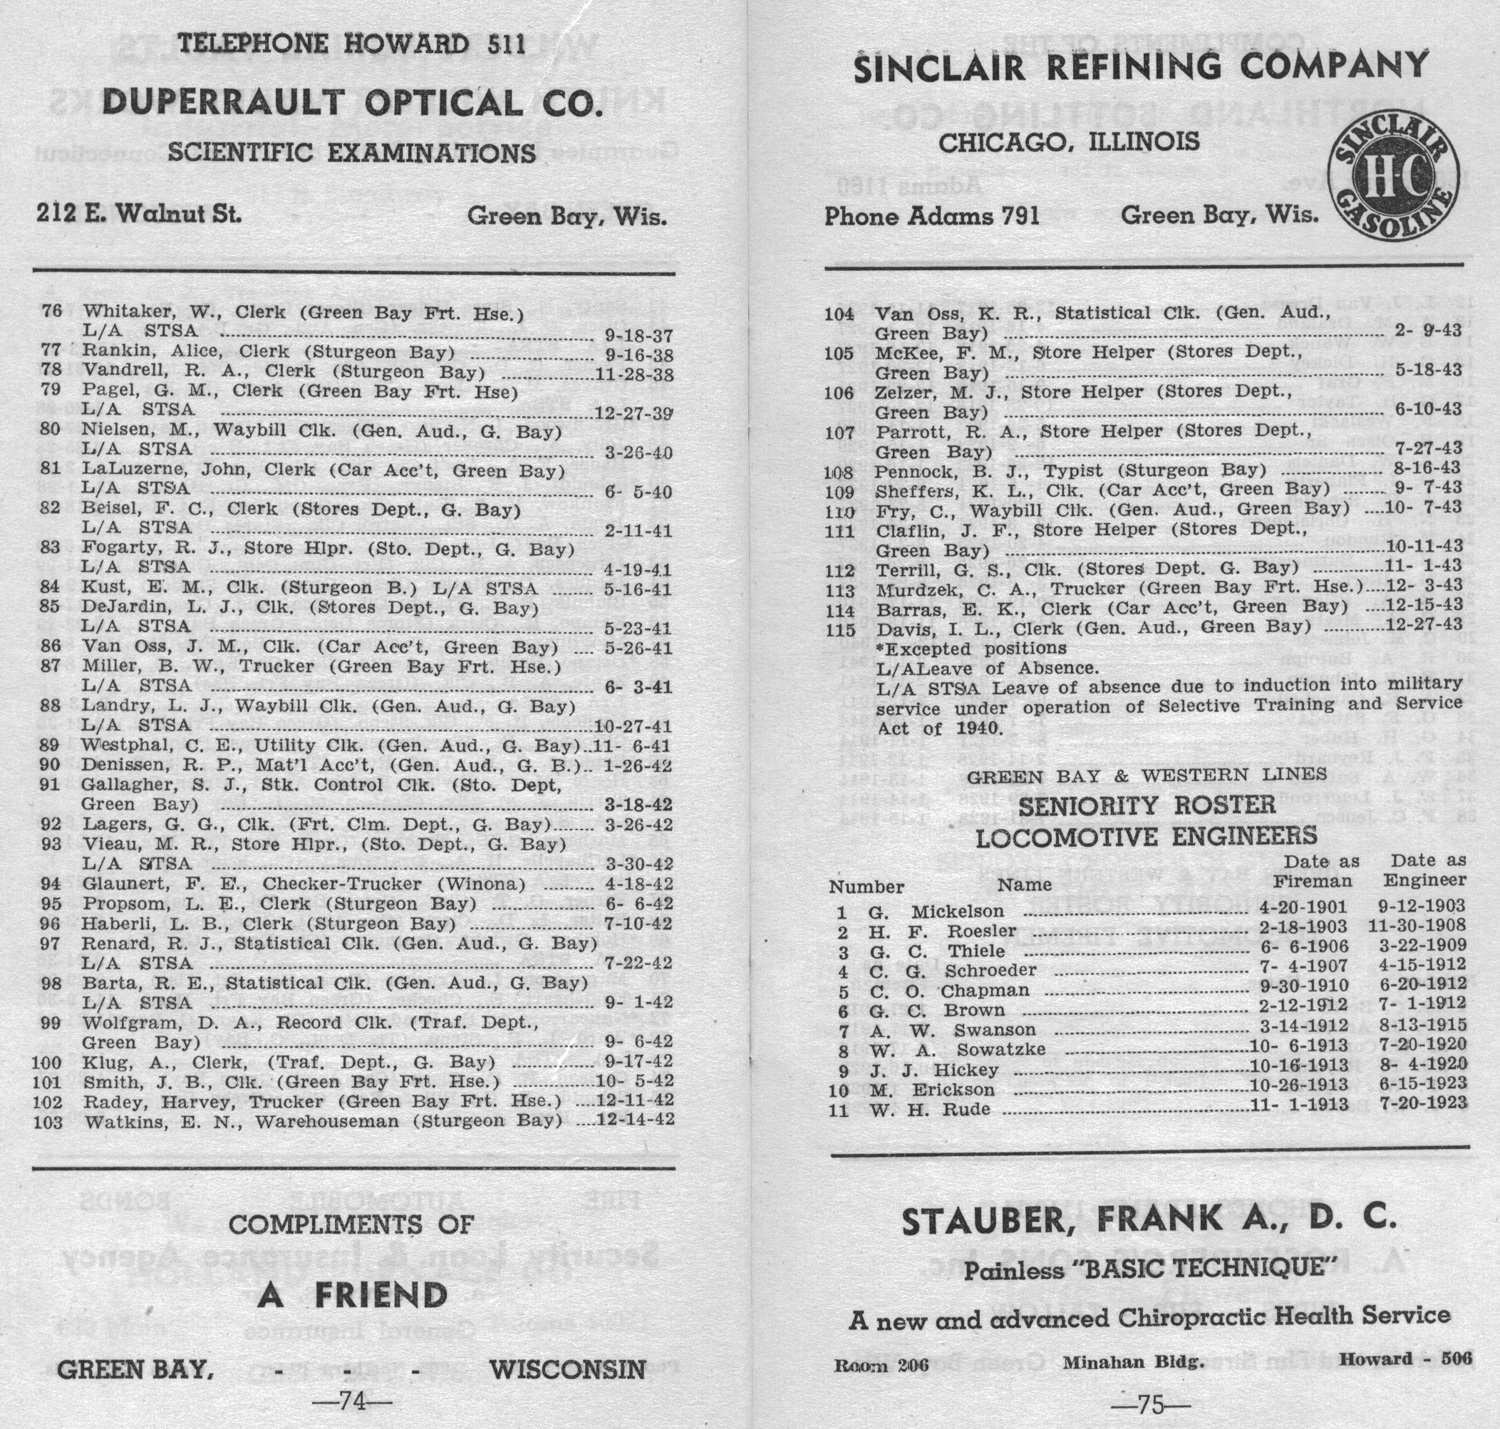 TELEPHONE HOWARD 511
DUPERRAULT OPTICAL CO.
SCIENTIFIC EXAMINATIONS
212 E. Walnut St. Green Bay, Wis.
76 Whitaker, W., Clerk (Green Bay Frt. Hse.)
L/A STSA ........ 9-18-37
77 Rankin, Alice, Clerk (Sturgeon Bay) ........ 9-16-38
78 Vandrell, R. A., Clerk (Sturgeon Bay) ........11-28-38
79 Pagel, G. M., Clerk (Green Bay Frt. Hse)
L/A STSA ........12-27-39
80 Nielsen, M., Waybill Clk. (Gen. Aud., G. Bay)
L/A STSA ........ 3-26-40
81 LaLuzerne, John, Clerk (Car Acc't, Green Bay)
L/A STSA ........ 6- 5-40
82 Beisel, F. C., Clerk (Stores Dept., G. Bay)
L/A STSA ........ 2-11-41
83 Fogarty, R. J., Store Hlpr. (Sto. Dept., G. Bay)
L/A STSA ........ 4-19-41
84 Kust, E. M., Clk. (Sturgeon B.) L/A STSA ........ 5-16-41
85 DeJardin, L. J., Clk. (Stores Dept., G. Bay)
L/A STSA ........ 5-23-41
86 Van Oss, J. M., Clk. (Car Acc't, Green Bay) .... 5-26-41
87 Miller, B. W., Trucker (Green Bay Frt. Hse.)
L/A STSA ........ 6- 3-41
88 Landry, L. J., Waybill Clk. (Gen. Aud., G. Bay)
L/A STSA ........10-27-41
89 Westphal, C. E., Utility Clk. (Gen. Aud., G. Bay)..11- 6-41
90 Denissen, R. P., Mat'l Acc't, (Gen. Aud., G. B.).. 1-26-42
91 Gallagher, S. J., Stk. Control Clk. (Sto. Dept,
Green Bay) ........ 3-18-42
92 Lagers, G. G., Clk. (Frt. Clm. Dept., G. Bay)........ 3-26-42
93 Vieau, M. R., Store Hlpr., (Sto. Dept., G. Bay)
L/A STSA ........ 3-30-42
94 Glaunert, F. E., Checker-Trucker (Winona) ........ 4-18-42
95 Propsom, L. E., Clerk (Sturgeon Bay) ........ 6- 6-42
96 Haberli, L. B., Clerk (Sturgeon Bay) ........ 7-10-42
97 Renard, R. J., Statistical Clk. (Gen. Aud., G. Bay)
L/A STSA ........ 7-22-42
98 Barta, R. E., Statistical Clk. (Gen. Aud., G. Bay)
L/A STSA ........ 9- 1-42
99 Wolfgram, D. A., Record Clk. (Traf. Dept.,
Green Bay) ........ 9- 6-42
100 Klug, A., Clerk, (Traf. Dept., G. Bay) ........ 9-17-42
101 Smith, J. B., Clk. (Green Bay Frt. Hse.) ........10- 5-42
102 Radey, Harvey, Trucker (Green Bay Frt. Hse.) ....12-11-42
103 Watkins, E. N., Warehouseman (Sturgeon Bay) ....12-14-42
COMPLIMENTS OF
A FRIEND
GREEN BAY, - - - WISCONSIN
—74—
SINCLAIR REFINING COMPANY
CHICAGO, ILLINOIS
Phone Adams 791 Green Bay, Wis.
SINCLAIR
H-C
GASOLINE
104 Van Oss, K. R., Statistical Clk. (Gen. Aud.,
Green Bay) ........ 2- 9-43
105 McKee, F. M., Store Helper (Stores Dept.,
Green Bay) ........ 5-18-43
106 Zelzer, M. J., Store Helper (Stores Dept.,
Green Bay) ........ 6-10-43
107 Parrott, R. A., Store Helper (Stores Dept.,
Green Bay) ........ 7-27-43
108 Pennock, B. J., Typist (Sturgeon Bay) ........ 8-16-43
109 Sheffers, K. L., Clk. (Car Acc't, Green Bay) ........ 9- 7-43
110 Fry, C., Waybill Clk. (Gen. Aud., Green Bay) ....10- 7-43
111 Claflin, J. F., Store Helper (Stores Dept.,
Green Bay) ........10-11-43
112 Terrill, G. S., Clk. (Stores Dept. G. Bay) ........11- 1-43
113 Murdzek, C. A., Trucker (Green Bay Frt. Hse.)....12- 3-43
114 Barras, E. K., Clerk (Car Acc't, Green Bay) ....12-15-43
115 Davis, I. L., Clerk (Gen. Aud., Green Bay) ........12-27-43
*Excepted positions
L/ALeave of Absence.
L/A STSA Leave of absence due to induction into military
service under operation of Selective Training and Service
Act of 1940.
GREEN BAY & WESTERN LINES
SENIORITY ROSTER
LOCOMOTIVE ENGINEERS
Date as Date as
Number Name Fireman Engineer
1 G. Mickelson ........ 4-20-1901 9-12-1903
2 H. F. Roesler ........ 2-18-1903 11-30-1908
3 G. C. Thiele ........ 6- 6-1906 3-22-1909
4 C. G. Schroeder ........ 7- 4-1907 4-15-1912
5 C. O. Chapman ........ 9-30-1910 6-20-1912
6 G. C. Brown ........ 2-12-1912 7- 1-1912
7 A. W. Swanson ........ 3-14-1912 8-13-1915
8 W. A. Sowatzke ........10- 6-1913 7-20-1920
9 J. J. Hickey ........10-16-1913 8- 4-1920
10 M. Erickson ........10-26-1913 6-15-1923
11 W. H. Rude ........11- 1-1913 7-20-1923
STAUBER, FRANK A., D. C.
Painless "BASIC TECHNIQUE"
A new and advanced Chiropractic Health Service
Room 206 Minahan Bldg. Howard - 506
—75—